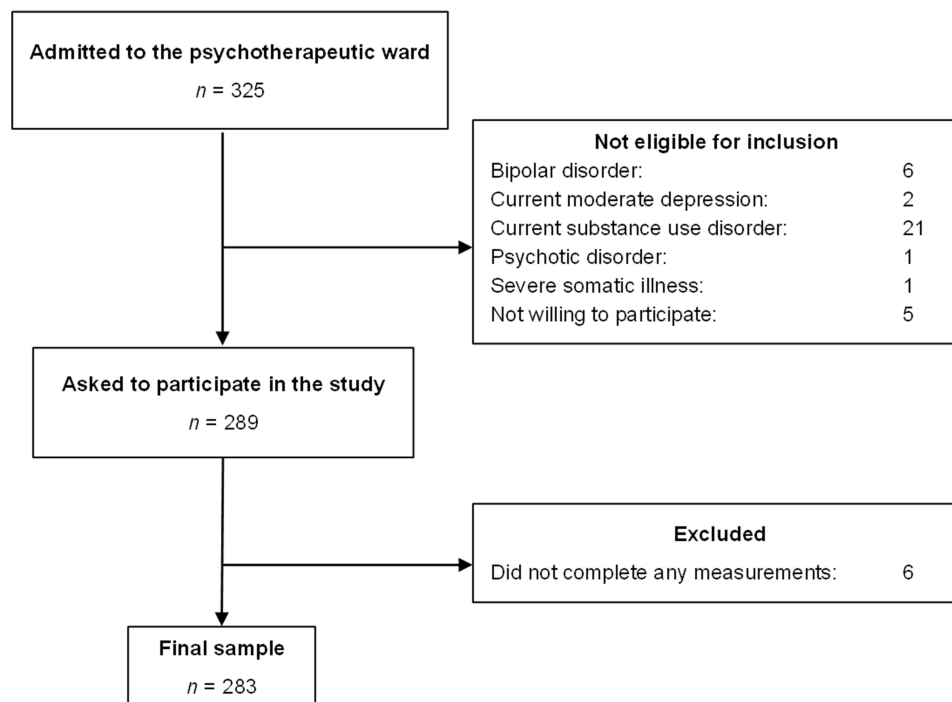 Admitted to the psychotherapeutic ward
n = 325
Not eligible for inclusion
Bipolar disorder: 6
Current moderate depression: 2
Current substance use disorder: 21
Psychotic disorder: 1
Severe somatic illness: 1
Not willing to participate: 5
Asked to participate in the study
n = 289
Excluded
Did not complete any measurements: 6
Final sample
n = 283